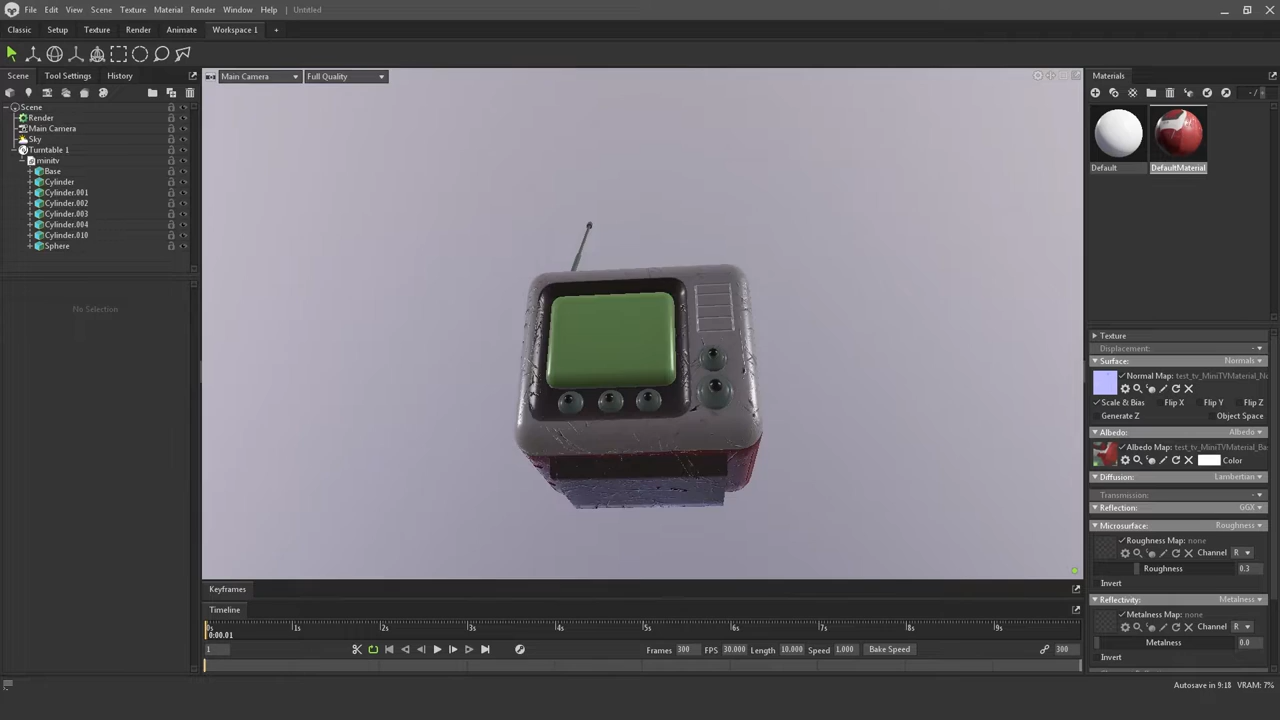 File Edit View Scene Texture Material Render Window Help Untitled
Classic Setup Texture Render Animate Workspace 1 +
Scene Tool Settings History
Main Camera Full Quality
Materials
Scene
Render
Main Camera
Sky
Turntable 1
minitv
Base
Cylinder
Cylinder.001
Cylinder.002
Cylinder.003
Cylinder.004
Cylinder.010
Sphere
No Selection
Default DefaultMaterial
Texture
Displacement: -
Surface: Normals
Normal Map: test_tv_MiniTVMaterial_No
Scale & Bias Flip X Flip Y Flip Z
Generate Z Object Space
Albedo: Albedo
Albedo Map: test_tv_MiniTVMaterial_Ba
Color
Diffusion: Lambertian
Transmission: -
Reflection: GGX
Microsurface: Roughness
Roughness Map: none
Channel R
Roughness 0.3
Invert
Reflectivity: Metalness
Metalness Map: none
Channel R
Metalness 0.0
Invert
Keyframes
Timeline
0s 1s 2s 3s 4s 5s 6s 7s 8s 9s
0:00.01
1 Frames 300 FPS 30.000 Length 10.000 Speed 1.000 Bake Speed 300
Autosave in 9:18 VRAM: 7%